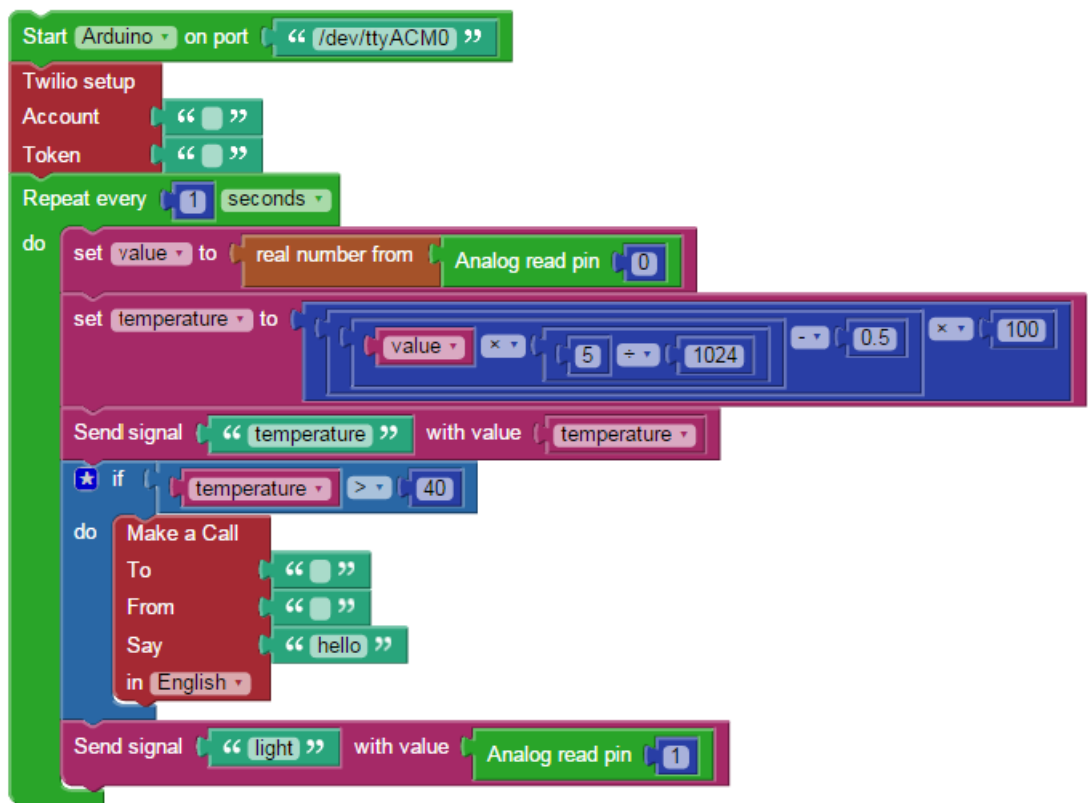 Start Arduino on port “ /dev/ttyACM0 ”
Twilio setup
Account “ ”
Token “ ”
Repeat every 1 seconds
do set value to real number from Analog read pin 0
set temperature to value × 5 ÷ 1024 - 0.5 × 100
Send signal “ temperature ” with value temperature
if temperature > 40
do Make a Call
To “ ”
From “ ”
Say “ hello ”
in English
Send signal “ light ” with value Analog read pin 1